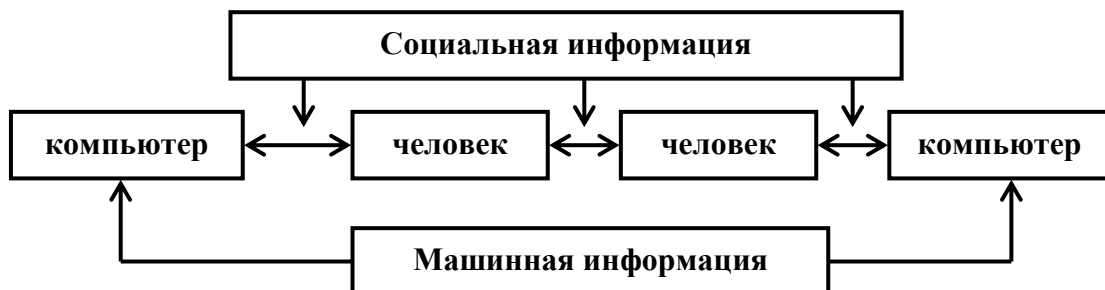 Социальная информация
компьютер человек человек компьютер
Машинная информация